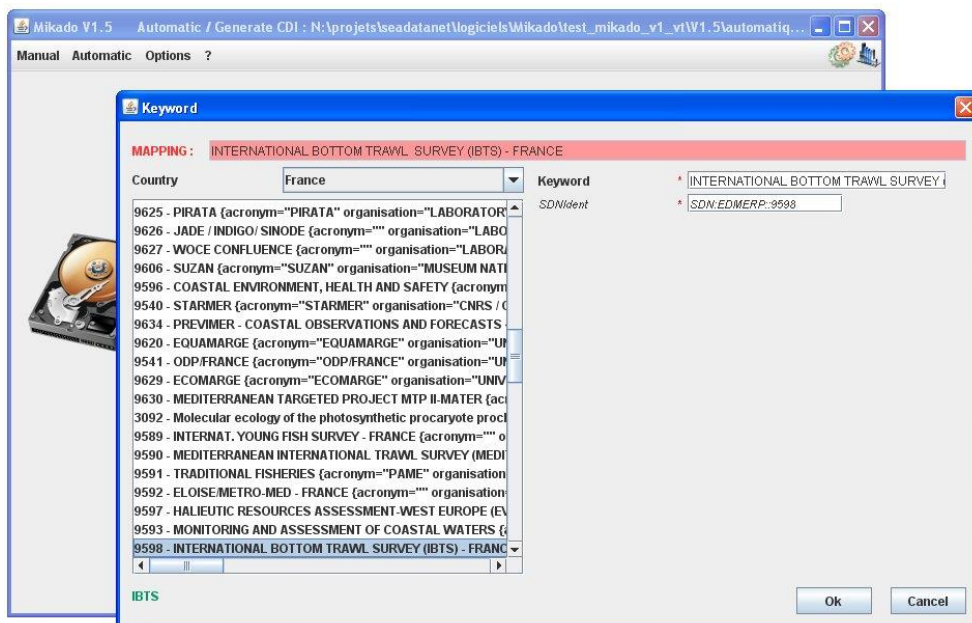 Mikado V1.5 Automatic / Generate CDI : N:\projets\seadatanet\logiciels\Mikado\test_mikado_v1_vt\V1.5\automatiq...
Manual Automatic Options ?
Keyword
MAPPING : INTERNATIONAL BOTTOM TRAWL SURVEY (IBTS) - FRANCE
Country France
Keyword * INTERNATIONAL BOTTOM TRAWL SURVEY (
SDNIdent * SDN:EDMERP::9598
9625 - PIRATA {acronym="PIRATA" organisation="LABORATOR
9626 - JADE / INDIGO/ SINODE {acronym="" organisation="LABO
9627 - WOCE CONFLUENCE {acronym="" organisation="LABOR
9606 - SUZAN {acronym="SUZAN" organisation="MUSEUM NATI
9596 - COASTAL ENVIRONMENT, HEALTH AND SAFETY {acronym
9540 - STARMER {acronym="STARMER" organisation="CNRS / 
9634 - PREVIMER - COASTAL OBSERVATIONS AND FORECASTS
9620 - EQUAMARGE {acronym="EQUAMARGE" organisation="U
9541 - ODP/FRANCE {acronym="ODP/FRANCE" organisation="U
9629 - ECOMARGE {acronym="ECOMARGE" organisation="UNIV
9630 - MEDITERRANEAN TARGETED PROJECT MTP II-MATER {ac
3092 - Molecular ecology of the photosynthetic procaryote procl
9589 - INTERNAT. YOUNG FISH SURVEY - FRANCE {acronym="" o
9590 - MEDITERRANEAN INTERNATIONAL TRAWL SURVEY (MEDI
9591 - TRADITIONAL FISHERIES {acronym="PAME" organisation
9592 - ELOISE/METRO-MED - FRANCE {acronym="" organisation
9597 - HALIEUTIC RESOURCES ASSESSMENT-WEST EUROPE (EV
9593 - MONITORING AND ASSESSMENT OF COASTAL WATERS {
9598 - INTERNATIONAL BOTTOM TRAWL SURVEY (IBTS) - FRANC
IBTS
Ok Cancel